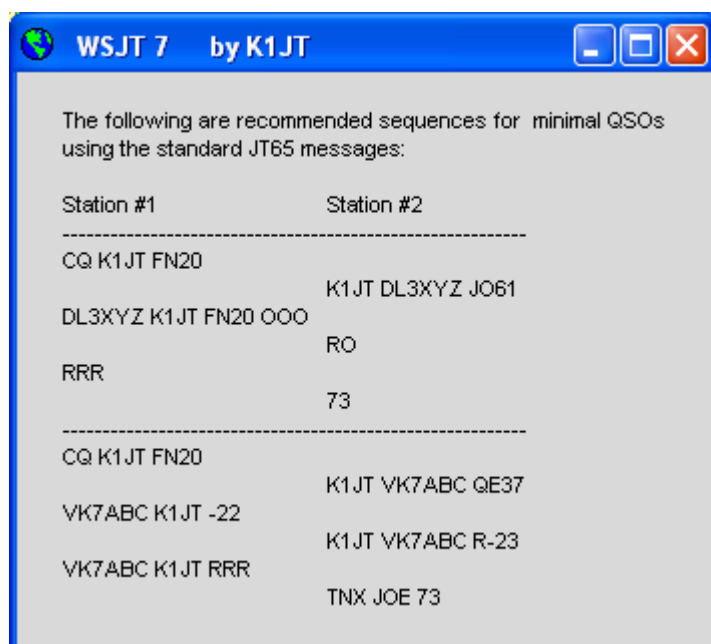 WSJT 7 by K1JT
The following are recommended sequences for minimal QSOs
using the standard JT65 messages:
Station #1 Station #2
----------------------------------------------------------
CQ K1JT FN20
K1JT DL3XYZ JO61
DL3XYZ K1JT FN20 OOO
RO
RRR
73
----------------------------------------------------------
CQ K1JT FN20
K1JT VK7ABC QE37
VK7ABC K1JT -22
K1JT VK7ABC R-23
VK7ABC K1JT RRR
TNX JOE 73